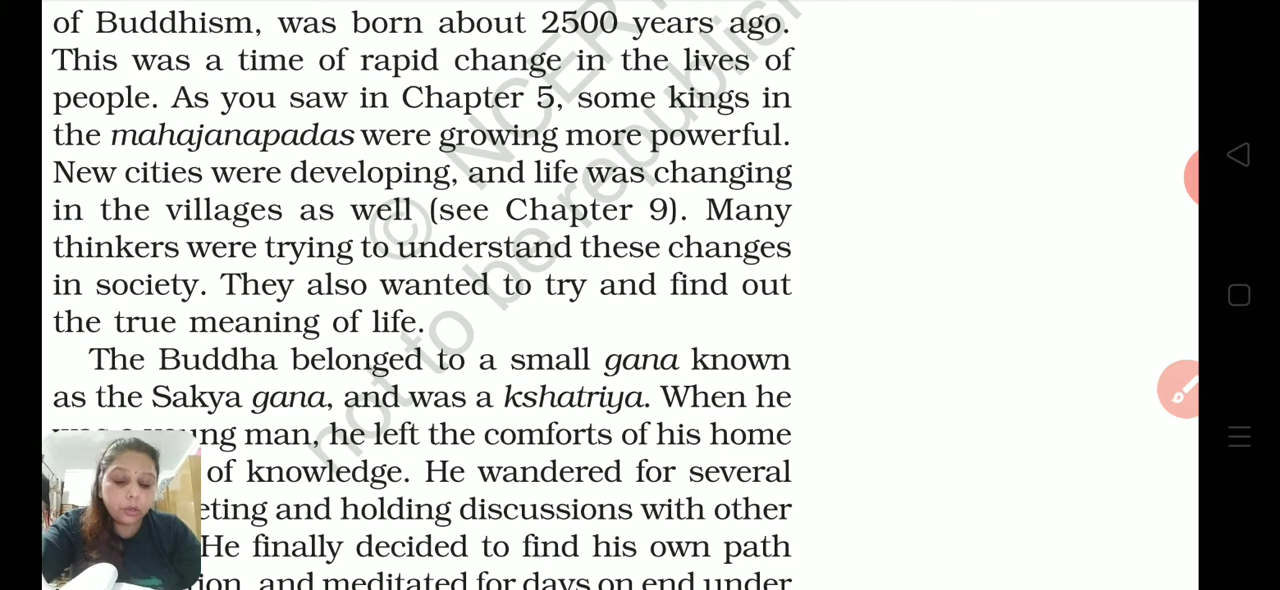 of Buddhism, was born about 2500 years ago.
This was a time of rapid change in the lives of
people. As you saw in Chapter 5, some kings in
the mahajanapadas were growing more powerful.
New cities were developing, and life was changing
in the villages as well (see Chapter 9). Many
thinkers were trying to understand these changes
in society. They also wanted to try and find out
the true meaning of life.
The Buddha belonged to a small gana known
as the Sakya gana, and was a kshatriya. When he
young man, he left the comforts of his home
of knowledge. He wandered for several
eting and holding discussions with other
He finally decided to find his own path
ion, and meditated for days on end under
© NCERT
not to be republish